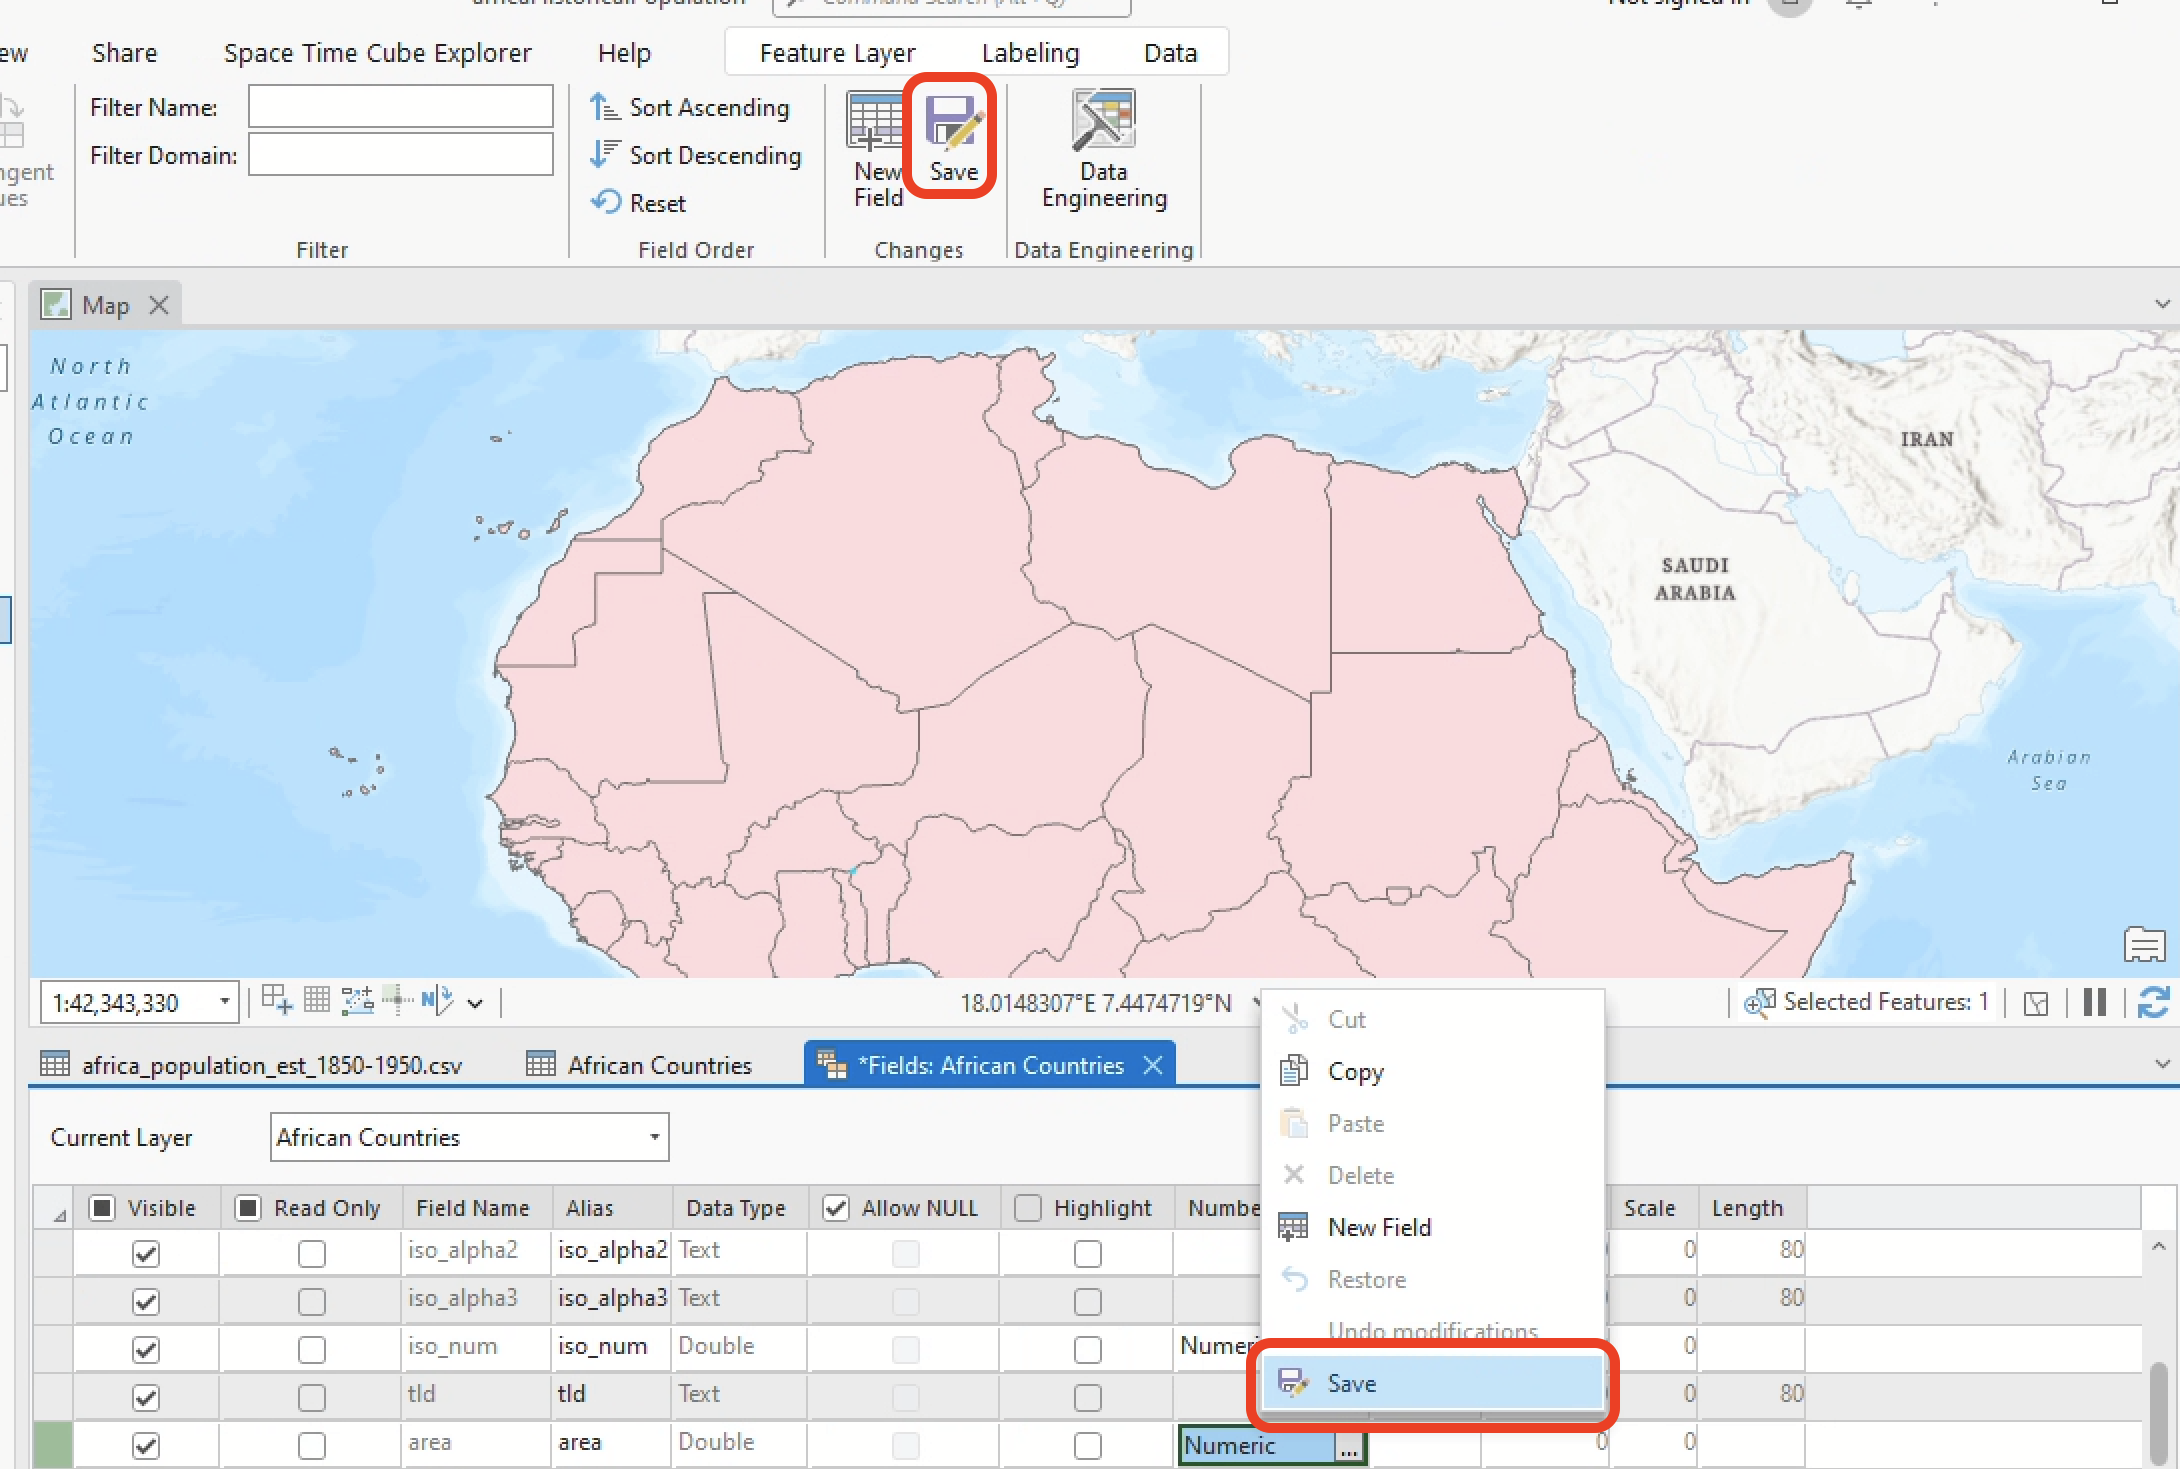 Share
Space Time Cube Explorer
Help
Feature Layer
Labeling
Data
Filter Name:
Filter Domain:
Filter
Sort Ascending
Sort Descending
Reset
Field Order
New
Field
Save
Changes
Data
Engineering
Data Engineering
Map
North
Atlantic
Ocean
IRAN
SAUDI
ARABIA
Arabian
Sea
1:42,343,330
18.0148307°E 7.4474719°N
Selected Features: 1
africa_population_est_1850-1950.csv
African Countries
*Fields: African Countries
Current Layer
African Countries
Cut
Copy
Paste
Delete
New Field
Restore
Undo modifications
Save
Visible Read Only Field Name Alias Data Type Allow NULL Highlight Numbe Scale Length
iso_alpha2 iso_alpha2 Text 0 80
iso_alpha3 iso_alpha3 Text 0 80
iso_num iso_num Double Numeri 0
tld tld Text 0 80
area area Double Numeric ... 0 0